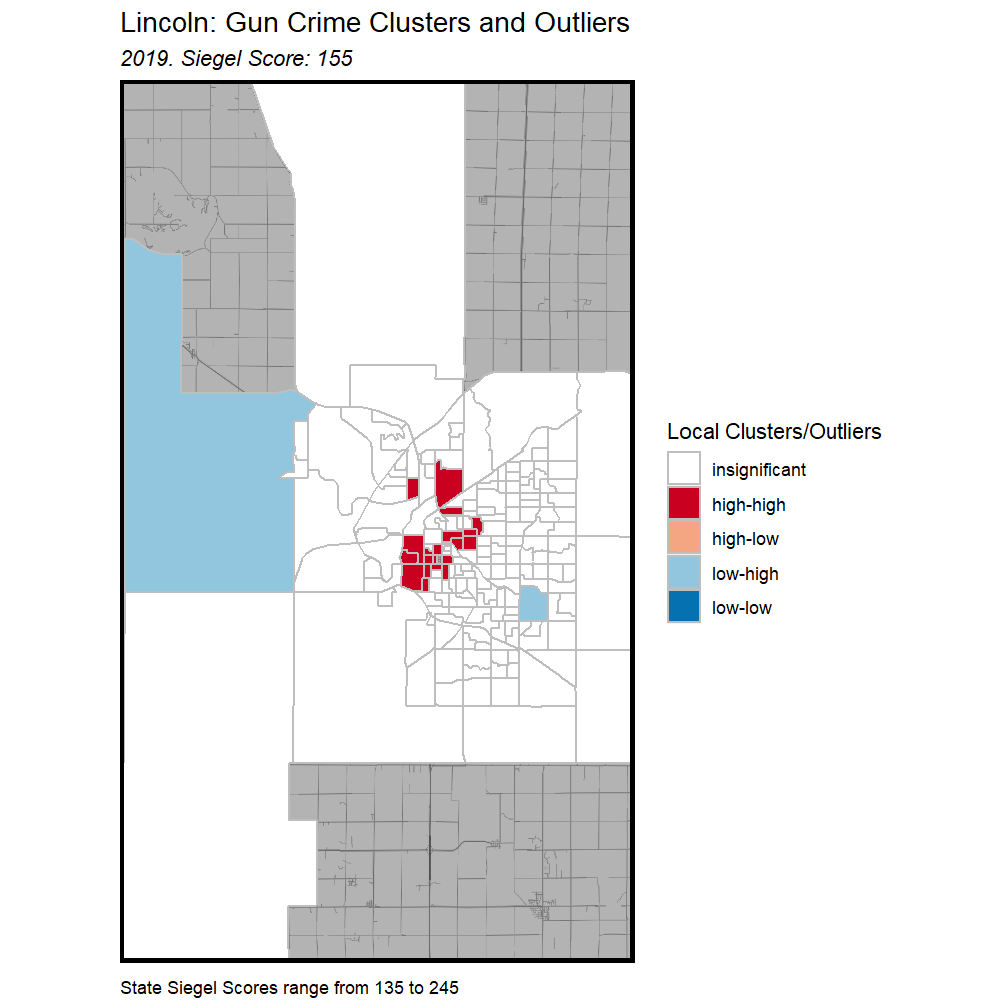 Lincoln: Gun Crime Clusters and Outliers
2019. Siegel Score: 155
Local Clusters/Outliers
insignificant
high-high
high-low
low-high
low-low
State Siegel Scores range from 135 to 245